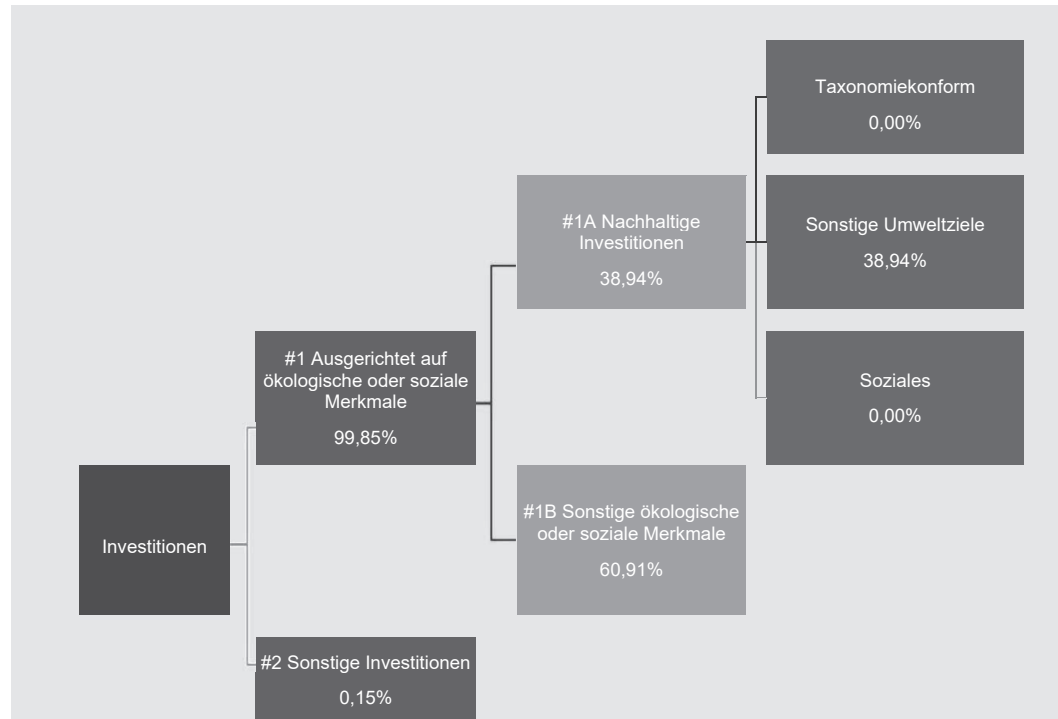 Taxonomiekonform
0,00%
#1A Nachhaltige
Investitionen
38,94%
Sonstige Umweltziele
38,94%
#1 Ausgerichtet auf
ökologische oder soziale
Merkmale
99,85%
Soziales
0,00%
Investitionen
#1B Sonstige ökologische
oder soziale Merkmale
60,91%
#2 Sonstige Investitionen
0,15%